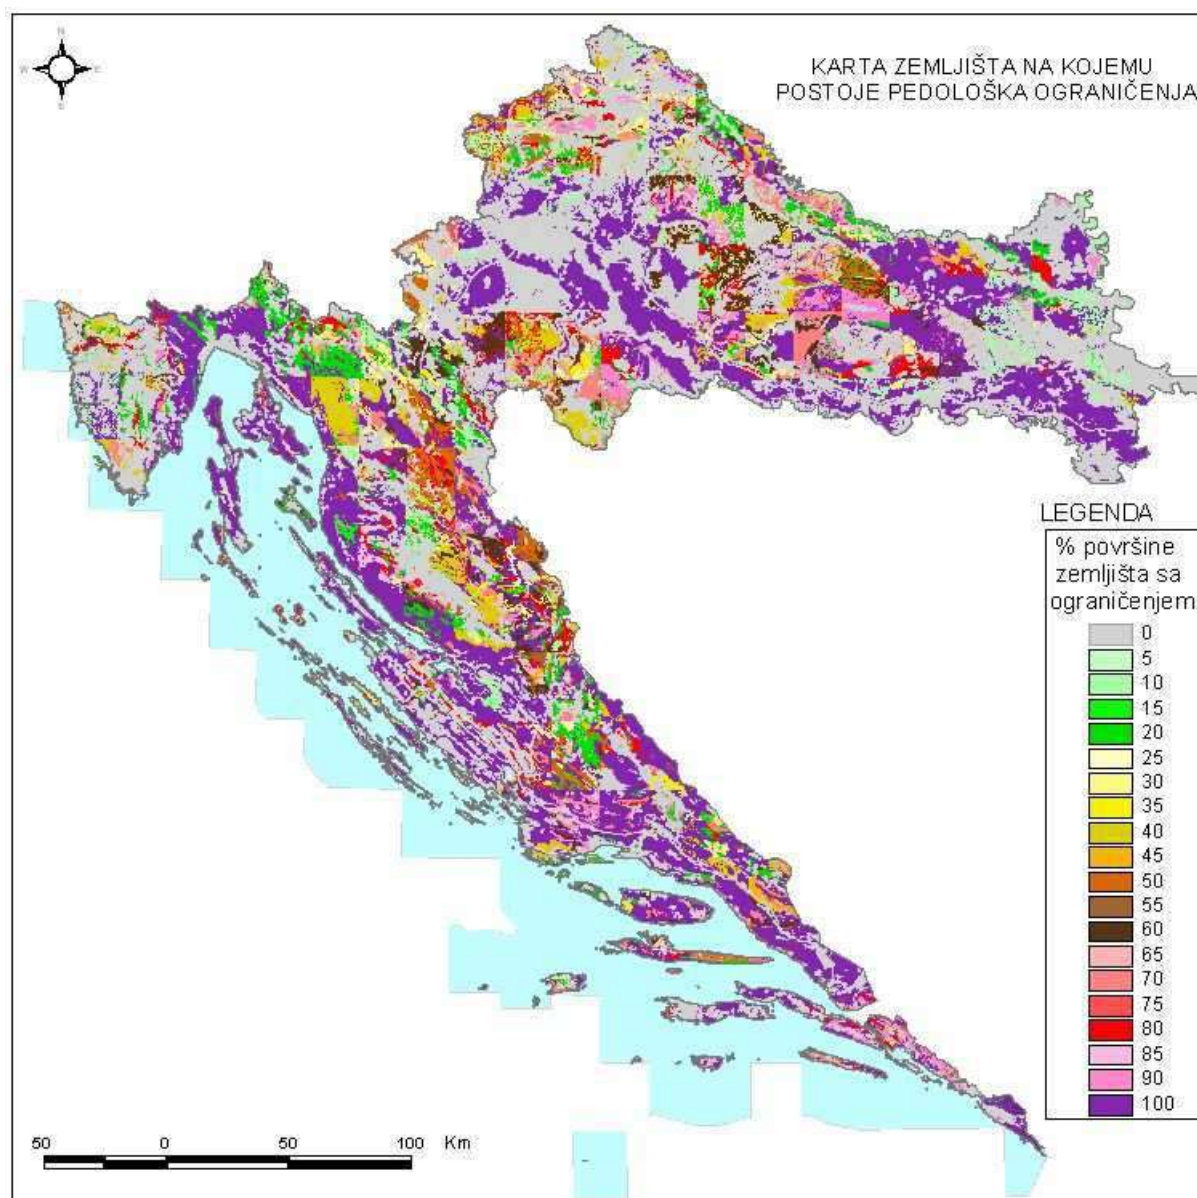 N
W E
S
KARTA ZEMLJIŠTA NA KOJEMU
POSTOJE PEDOLOŠKA OGRANIČENJA
LEGENDA
% površine
zemljišta sa
ograničenjem
0
5
10
15
20
25
30
35
40
45
50
55
60
65
70
75
80
85
90
100
50 0 50 100 Km